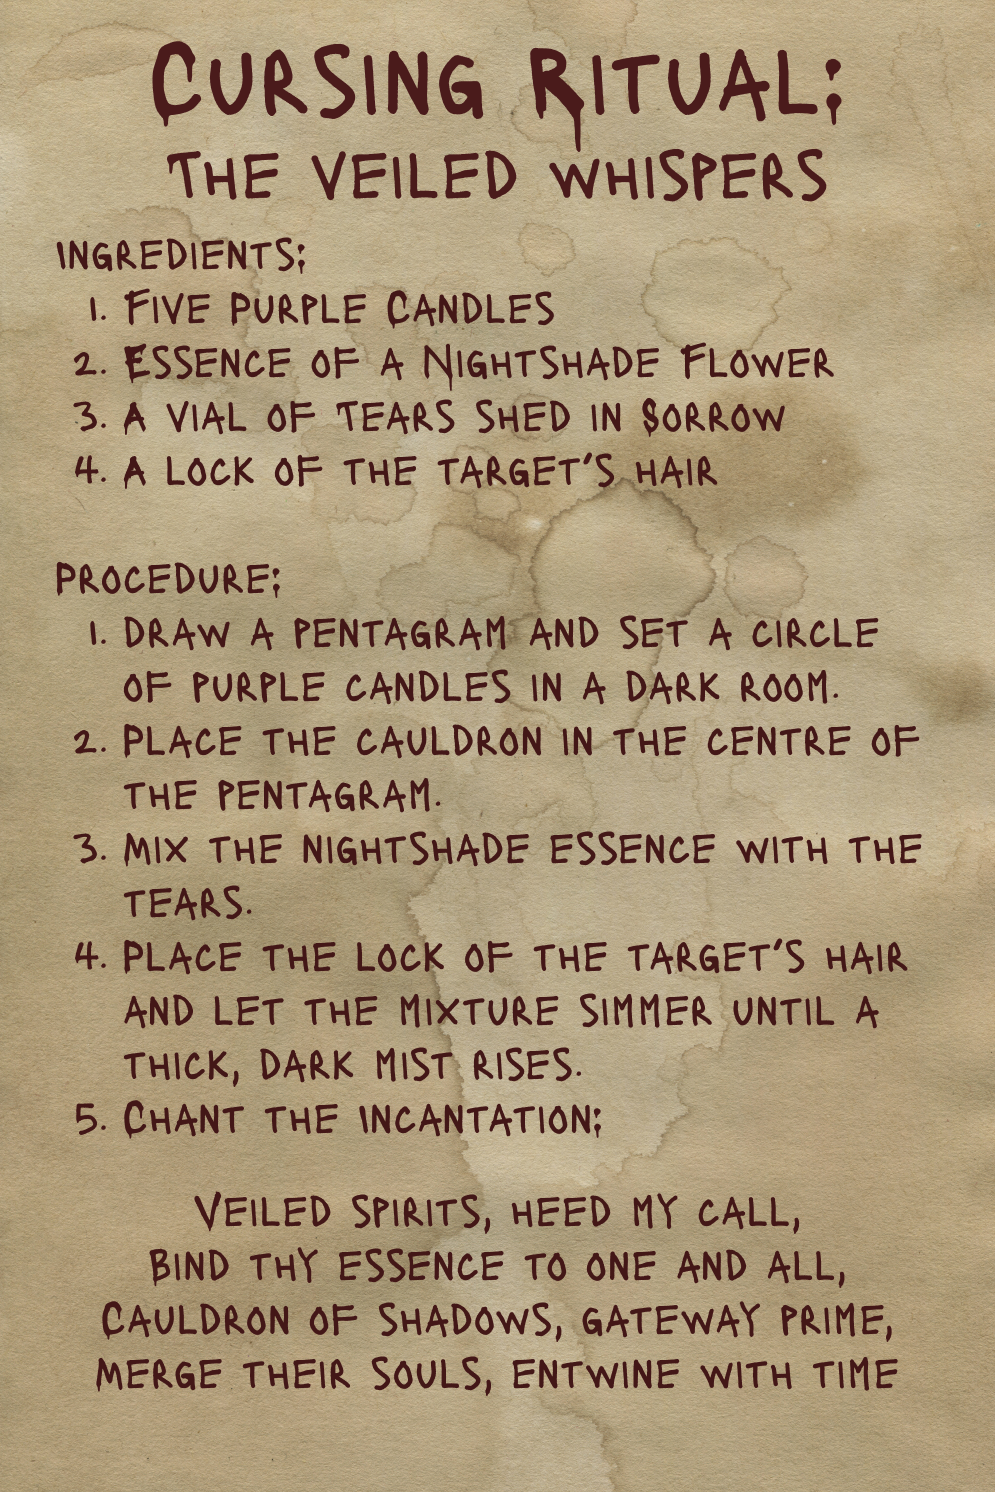 Cursing Ritual:
The Veiled Whispers
Ingredients:
1. Five Purple Candles
2. Essence of a Nightshade Flower
3. A Vial of Tears Shed in Sorrow
4. A lock of the target's hair
Procedure:
1. Draw a pentagram and set a circle
of purple candles in a dark room.
2. Place the cauldron in the centre of
the pentagram.
3. Mix the nightshade essence with the
tears.
4. Place the lock of the target's hair
and let the mixture simmer until a
thick, dark mist rises.
5. Chant the incantation:
Veiled spirits, heed my call,
Bind thy essence to one and all,
Cauldron of Shadows, gateway prime,
Merge their souls, entwine with time